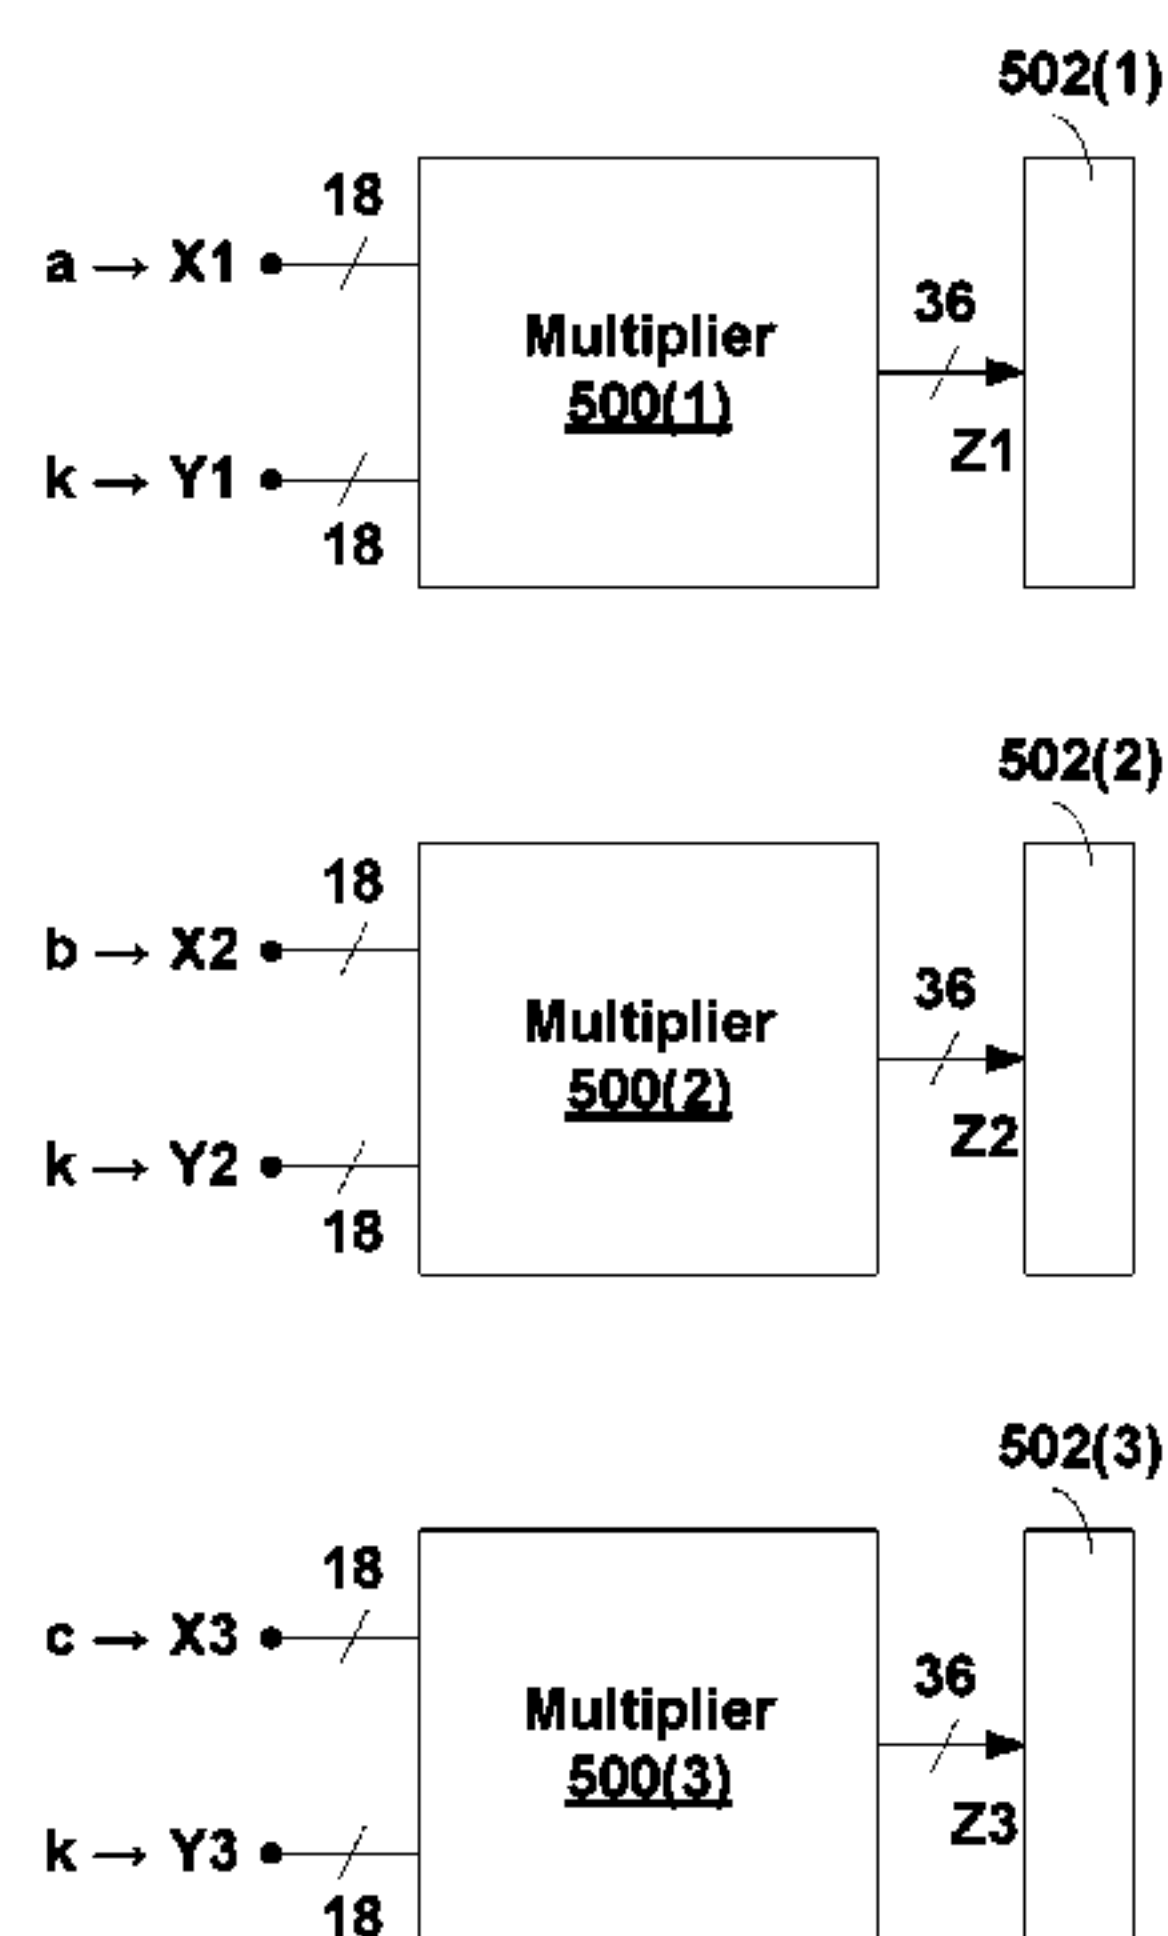 502(1)
18
a → X1
36
Multiplier
500(1)
Z1
k → Y1
18
502(2)
18
b → X2
36
Multiplier
500(2)
Z2
k → Y2
18
502(3)
18
c → X3
36
Multiplier
500(3)
Z3
k → Y3
18